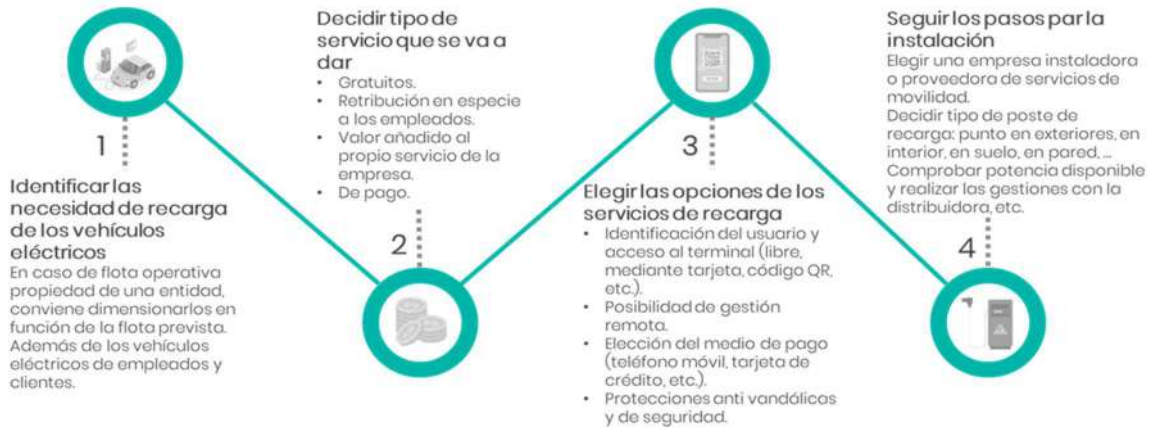 1
Identificar las
necesidad de recarga
de los vehículos
eléctricos
En caso de flota operativa
propiedad de una entidad,
conviene dimensionarlos en
función de la flota prevista.
Además de los vehículos
eléctricos de empleados y
clientes.
Decidir tipo de
servicio que se va a
dar
• Gratuitos.
• Retribución en especie
a los empleados.
• Valor añadido al
propio servicio de la
empresa.
• De pago.
2
3
Elegir las opciones de los
servicios de recarga
• Identificación del usuario y
acceso al terminal (libre,
mediante tarjeta, código QR,
etc.).
• Posibilidad de gestión
remota.
• Elección del medio de pago
(teléfono móvil, tarjeta de
crédito, etc.).
• Protecciones anti vandálicas
y de seguridad.
Seguir los pasos par la
instalación
Elegir una empresa instaladora
o proveedora de servicios de
movilidad.
Decidir tipo de poste de
recarga: punto en exteriores, en
interior, en suelo, en pared, ...
Comprobar potencia disponible
y realizar las gestiones con la
distribuidora, etc.
4